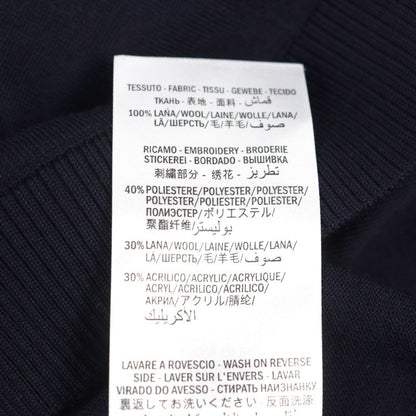 TESSUTO - FABRIC - TISSU - GEWEBE - TECIDO
ТКАНЬ - 表地 - 面料 - قماش
100% LANA/WOOL/LAINE/WOLLE/LANA/
LÃ/ШЕРСТЬ/毛/羊毛/ صوف
RICAMO - EMBROIDERY - BRODERIE
STICKEREI - BORDADO - ВЫШИВКА
刺繍部分 - 绣花 - تطريز
40% POLIESTERE/POLYESTER/POLYESTER/
POLYESTER/POLIESTER/POLIESTER/
ПОЛИЭСТЕР/ポリエステル/
聚酯纤维/ بوليستر
30% LANA/WOOL/LAINE/WOLLE/LANA/
LÃ/ШЕРСТЬ/毛/羊毛/ صوف
30% ACRILICO/ACRYLIC/ACRYLIQUE/
ACRYL/ACRÍLICO/ACRÍLICO/
АКРИЛ/アクリル/腈纶/
الاكريليك
LAVARE A ROVESCIO - WASH ON REVERSE
SIDE - LAVER SUR L'ENVERS - LAVAR
VIRADO DO AVESSO - СТИРАТЬ НАИЗНАНКУ
裏返してお洗いください - 反面洗涤